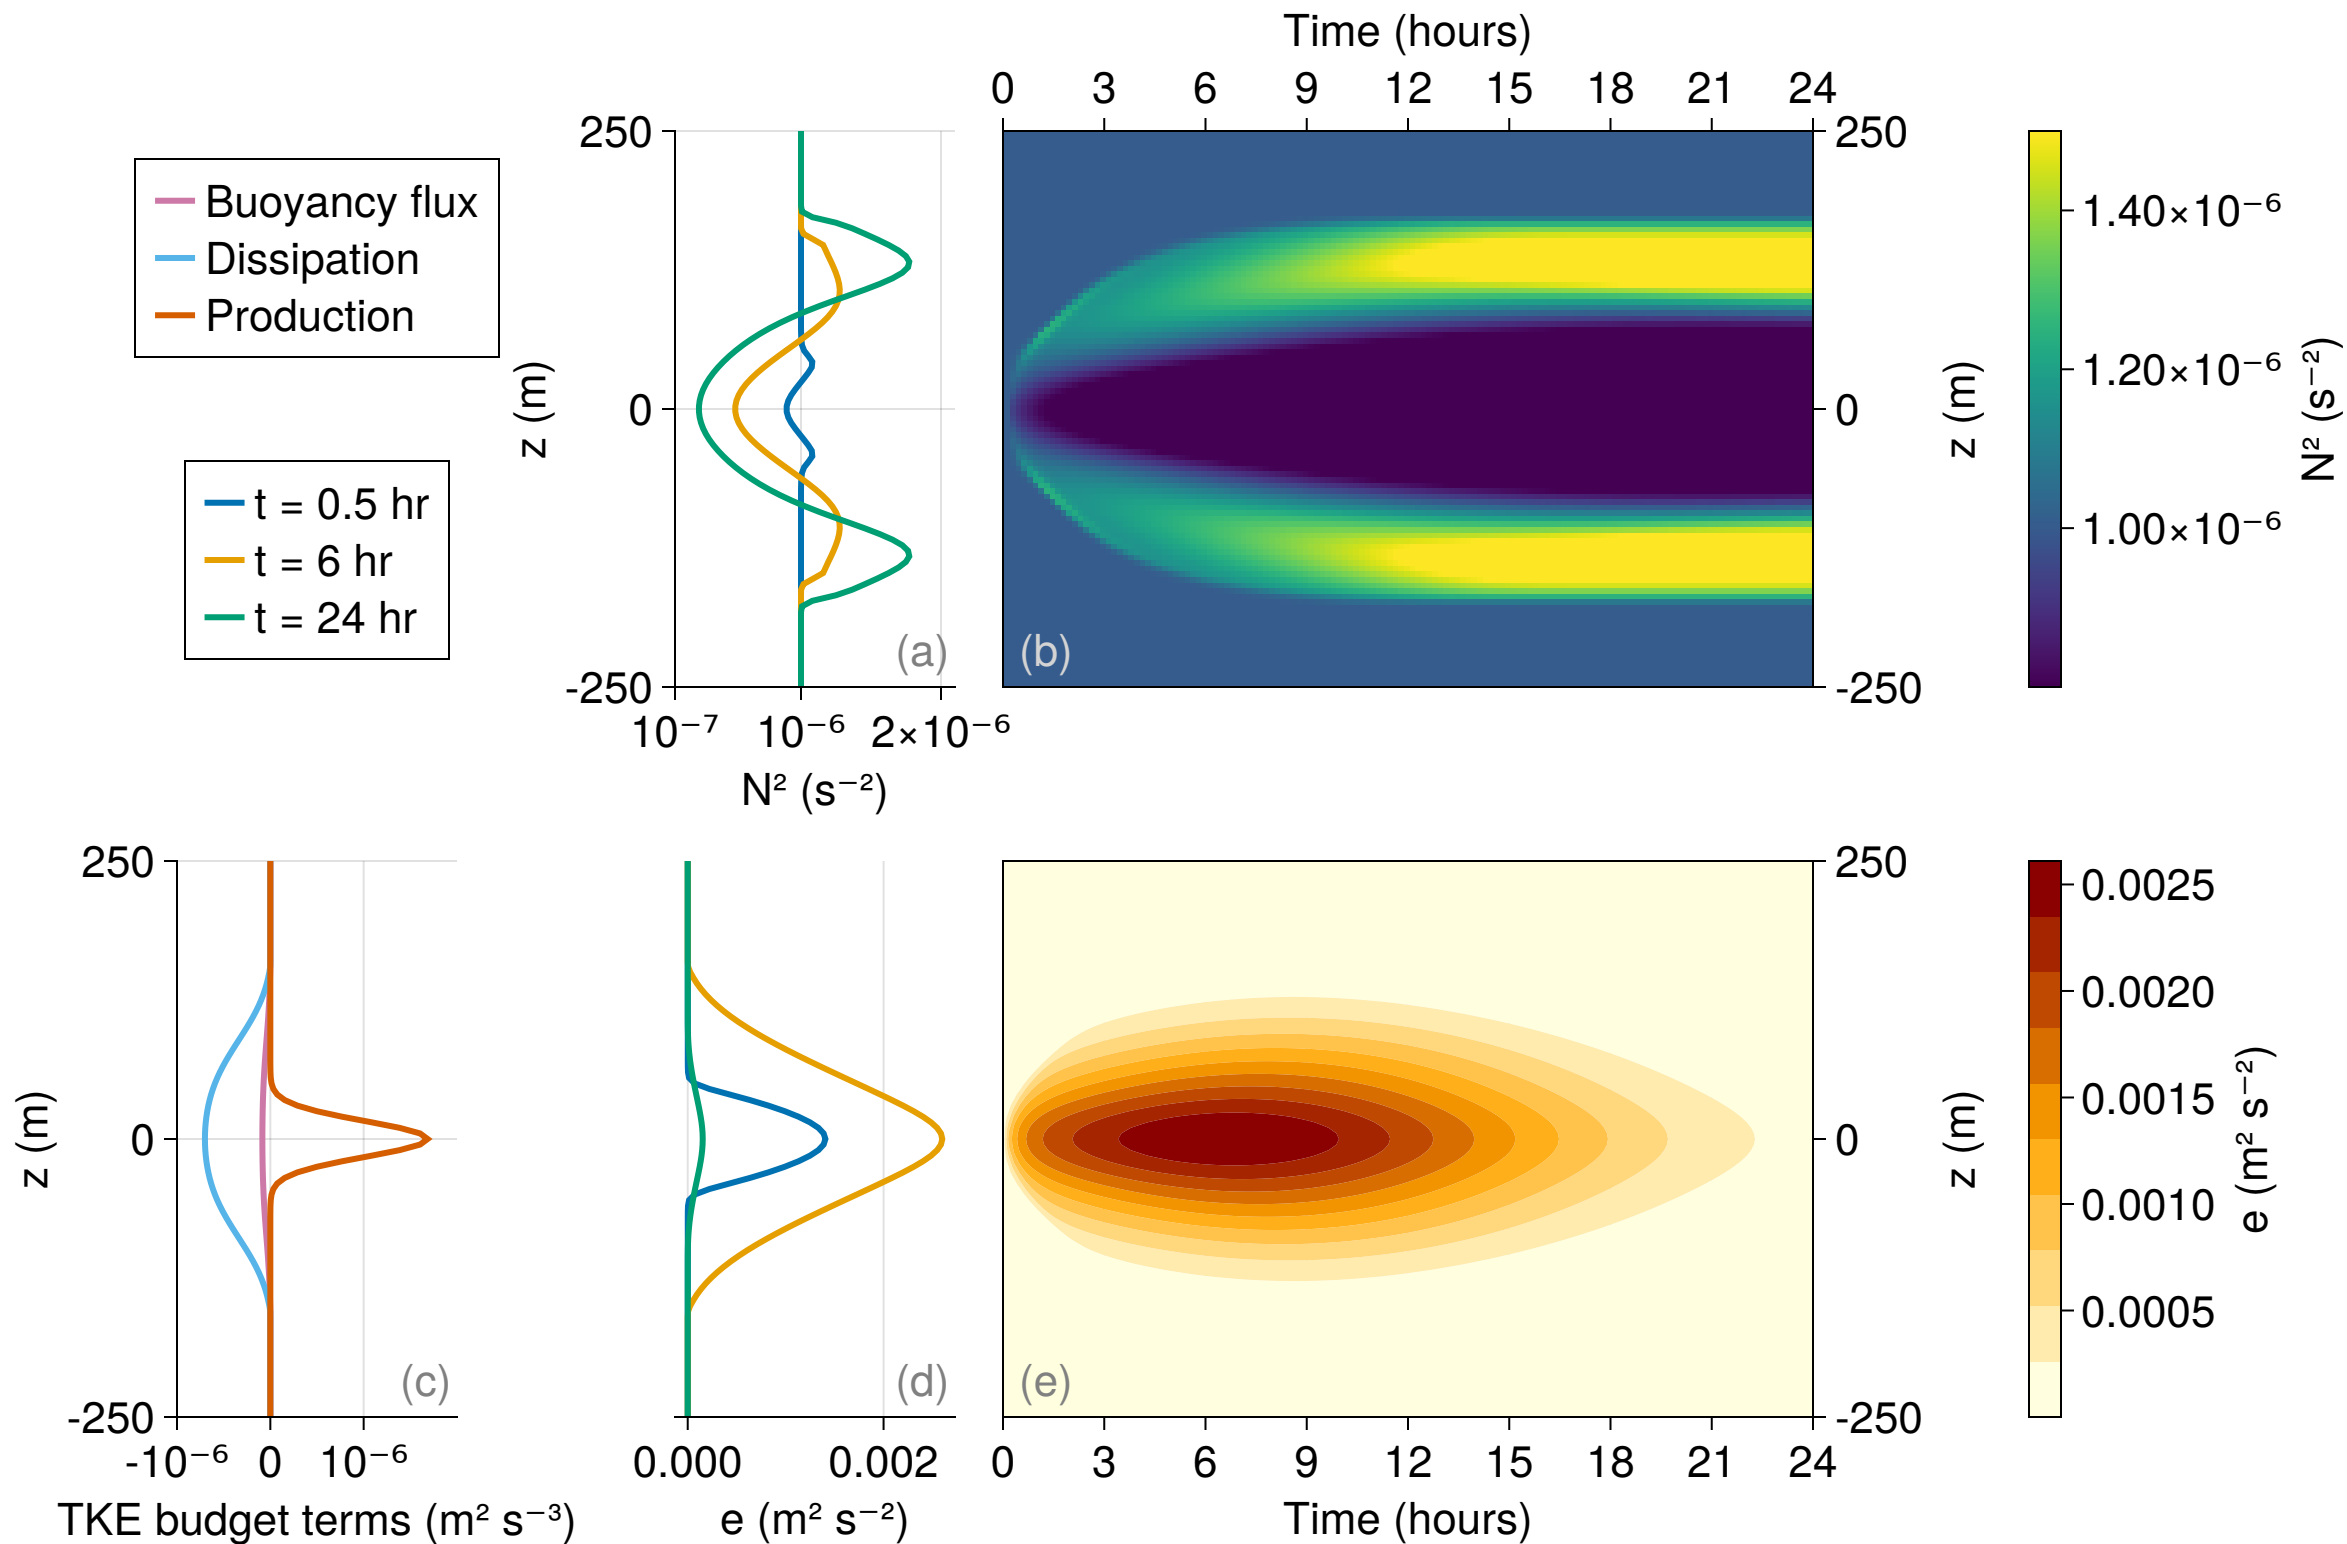 Time (hours)
0 3 6 9 12 15 18 21 24
Buoyancy flux
Dissipation
Production
t = 0.5 hr
t = 6 hr
t = 24 hr
250
0
-250
z (m)
(a)
10⁻⁷ 10⁻⁶ 2×10⁻⁶
N² (s⁻²)
(b)
250
0
-250
z (m)
1.40×10⁻⁶
1.20×10⁻⁶
1.00×10⁻⁶
N² (s⁻²)
250
0
-250
z (m)
(c)
-10⁻⁶ 0 10⁻⁶
TKE budget terms (m² s⁻³)
(d)
0.000 0.002
e (m² s⁻²)
(e)
0 3 6 9 12 15 18 21 24
Time (hours)
250
0
-250
z (m)
0.0025
0.0020
0.0015
0.0010
0.0005
e (m² s⁻²)